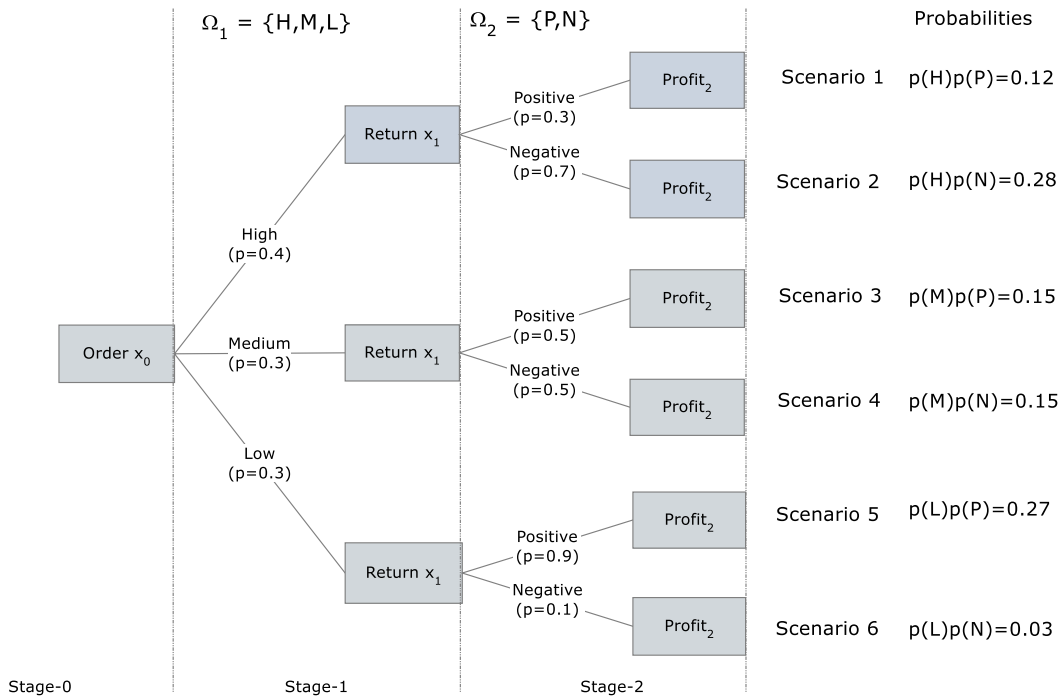 Ω₁ = {H,M,L}
Ω₂ = {P,N}
Probabilities
Profit₂
Scenario 1
p(H)p(P)=0.12
Positive
(p=0.3)
Return x₁
Negative
(p=0.7)
Profit₂
Scenario 2
p(H)p(N)=0.28
High
(p=0.4)
Profit₂
Scenario 3
p(M)p(P)=0.15
Positive
(p=0.5)
Order x₀
Medium
(p=0.3)
Return x₁
Negative
(p=0.5)
Profit₂
Scenario 4
p(M)p(N)=0.15
Low
(p=0.3)
Profit₂
Scenario 5
p(L)p(P)=0.27
Positive
(p=0.9)
Return x₁
Negative
(p=0.1)
Profit₂
Scenario 6
p(L)p(N)=0.03
Stage-0
Stage-1
Stage-2